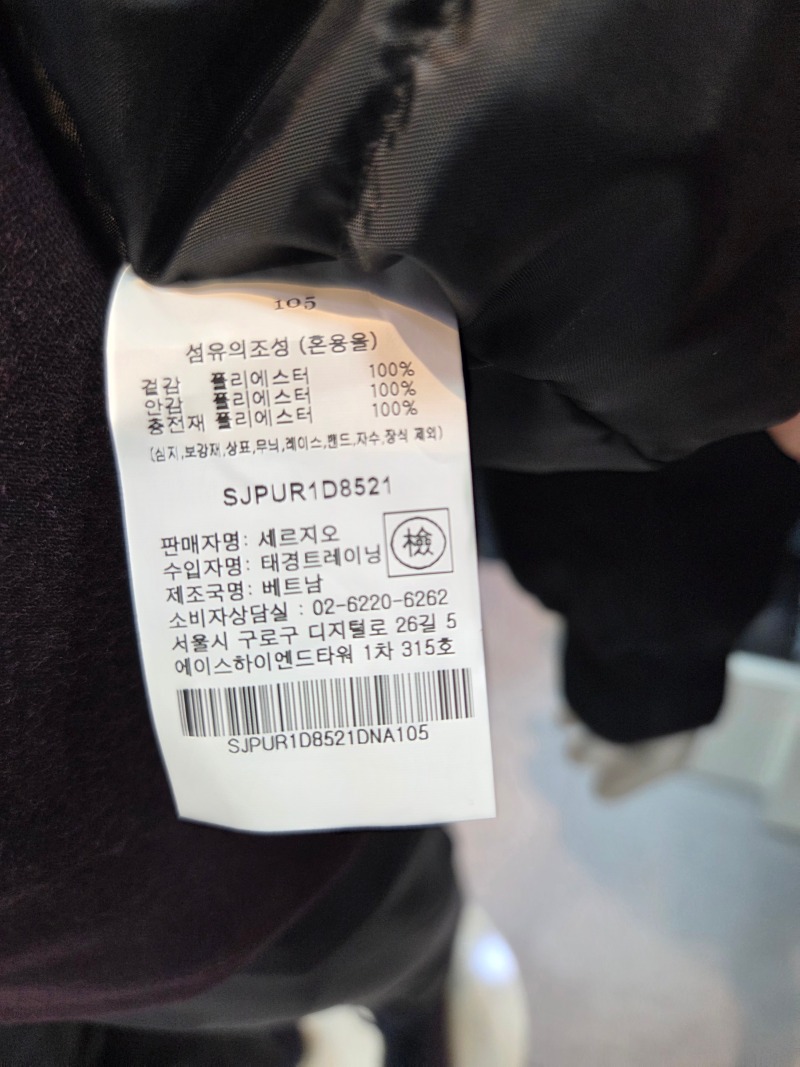 105
섬유의조성 (혼용율)
겉감 폴리에스터 100%
안감 폴리에스터 100%
충전재 폴리에스터 100%
(심지,보강재,상표,무늬,레이스,밴드,자수,장식 제외)
SJPUR1D8521
판매자명: 세르지오
수입자명: 태경트레이닝
檢
제조국명: 베트남
소비자상담실 : 02-6220-6262
서울시 구로구 디지털로 26길 5
에이스하이엔드타워 1차 315호
SJPUR1D8521DNA105